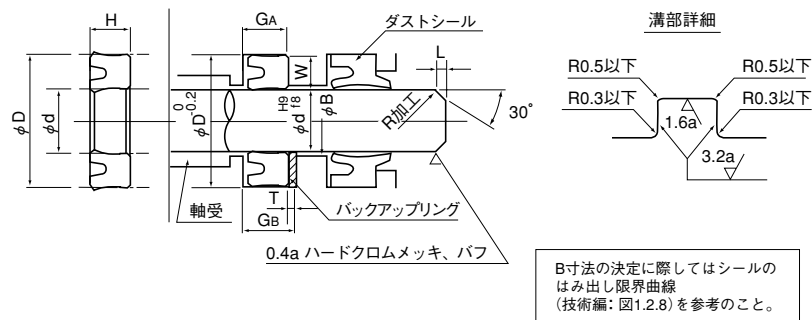 H
GA
ダストシール
溝部詳細
L
W
R0.5以下
R0.5以下
R0.3以下
R0.3以下
φD
φd
φD 0 -0.2
φd H9 f8
φB
R加工
30°
1.6a
3.2a
T
GB
軸受
バックアップリング
0.4a ハードクロムメッキ、バフ
B寸法の決定に際してはシールの
はみ出し限界曲線
(技術編：図1.2.8)を参考のこと。